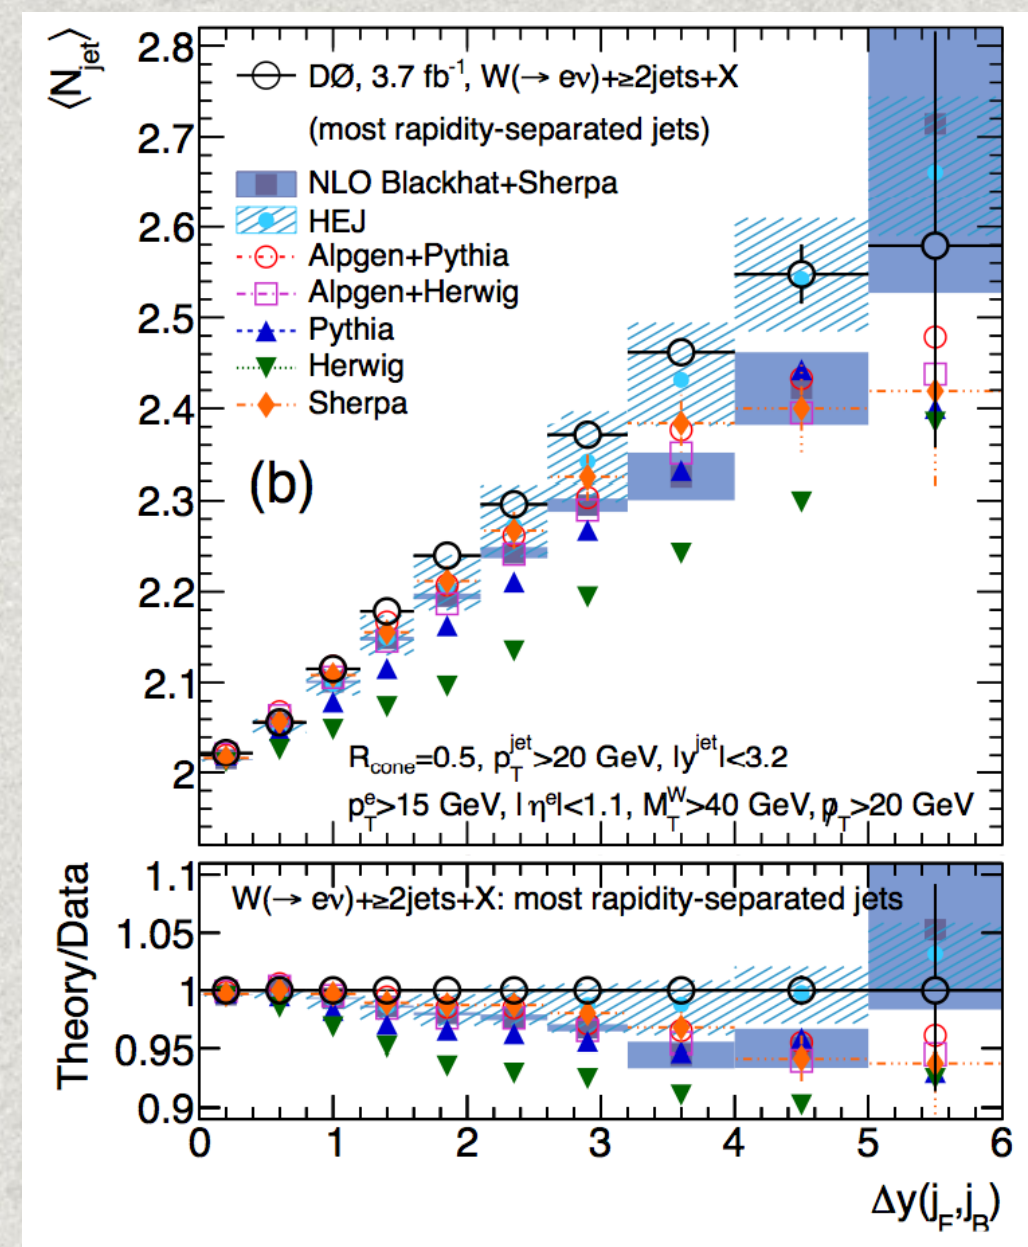 ⟨N_jet⟩
2.8
2.7
2.6
2.5
2.4
2.3
2.2
2.1
2
DØ, 3.7 fb⁻¹, W(→ eν)+≥2jets+X
(most rapidity-separated jets)
NLO Blackhat+Sherpa
HEJ
Alpgen+Pythia
Alpgen+Herwig
Pythia
Herwig
Sherpa
(b)
R_cone=0.5, p_T^jet>20 GeV, |y^jet|<3.2
p_T^e>15 GeV, |η^e|<1.1, M_T^W>40 GeV, p̸_T>20 GeV
Theory/Data
1.1
1.05
1
0.95
0.9
W(→ eν)+≥2jets+X: most rapidity-separated jets
0 1 2 3 4 5 6
Δy(j_F,j_B)